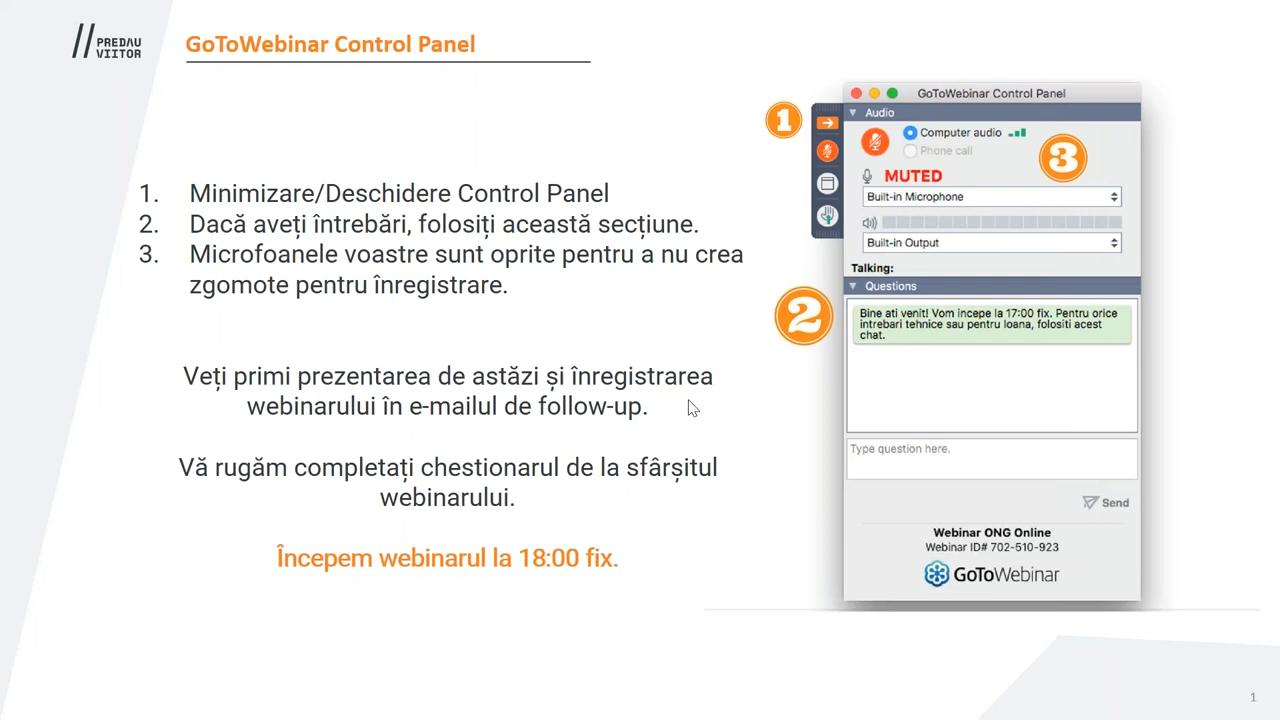 PREDAU
VIITOR
GoToWebinar Control Panel
1. Minimizare/Deschidere Control Panel
2. Dacă aveți întrebări, folosiți această secțiune.
3. Microfoanele voastre sunt oprite pentru a nu crea
zgomote pentru înregistrare.
Veți primi prezentarea de astăzi și înregistrarea
webinarului în e-mailul de follow-up.
Vă rugăm completați chestionarul de la sfârșitul
webinarului.
Începem webinarul la 18:00 fix.
GoToWebinar Control Panel
1
Audio
Computer audio
Phone call
3
MUTED
Built-in Microphone
Built-in Output
Talking:
Questions
2
Bine ati venit! Vom incepe la 17:00 fix. Pentru orice
intrebari tehnice sau pentru Ioana, folositi acest
chat.
Type question here.
Send
Webinar ONG Online
Webinar ID# 702-510-923
GoToWebinar
1